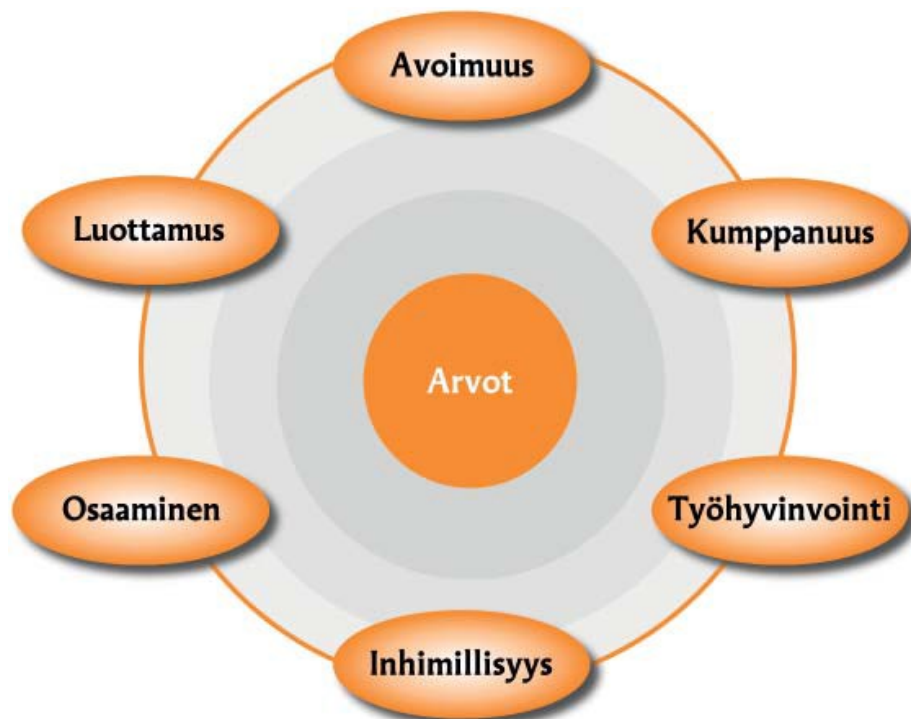 Avoimuus
Luottamus
Kumppanuus
Arvot
Osaaminen
Työhyvinvointi
Inhimillisyys